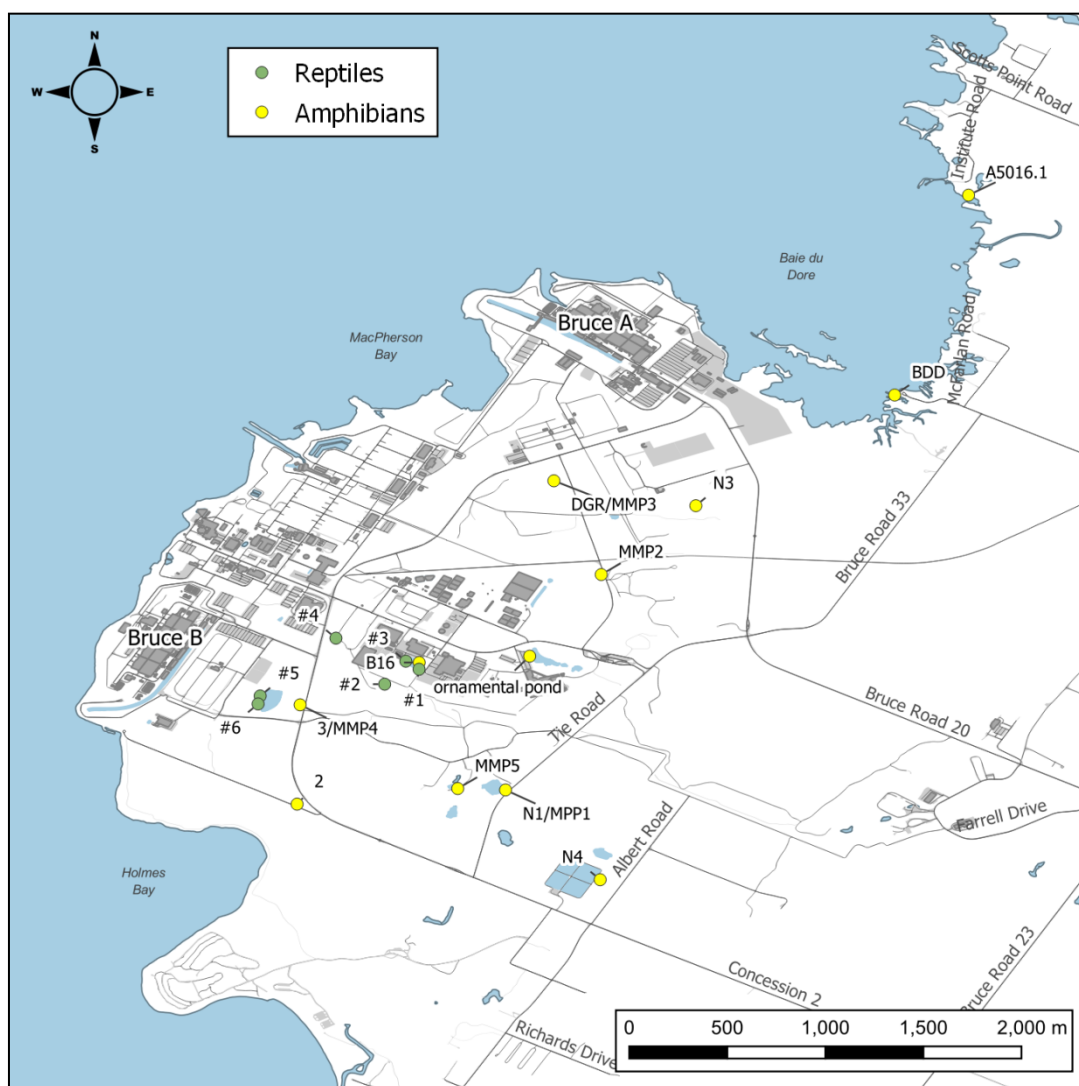 N
W E
S
Reptiles
Amphibians
Scotts Point Road
Institute Road
A5016.1
Baie du
Dore
Bruce A
MacPherson
Bay
McParlan Road
BDD
N3
DGR/MMP3
MMP2
Bruce Road 33
#4
#3
Bruce B
B16
ornamental pond
#5
#2
#1
#6
3/MMP4
Tie Road
Bruce Road 20
MMP5
2
N1/MPP1
Farrell Drive
Albert Road
N4
Holmes
Bay
Concession 2
Bruce Road 23
Richards Drive
0 500 1,000 1,500 2,000 m